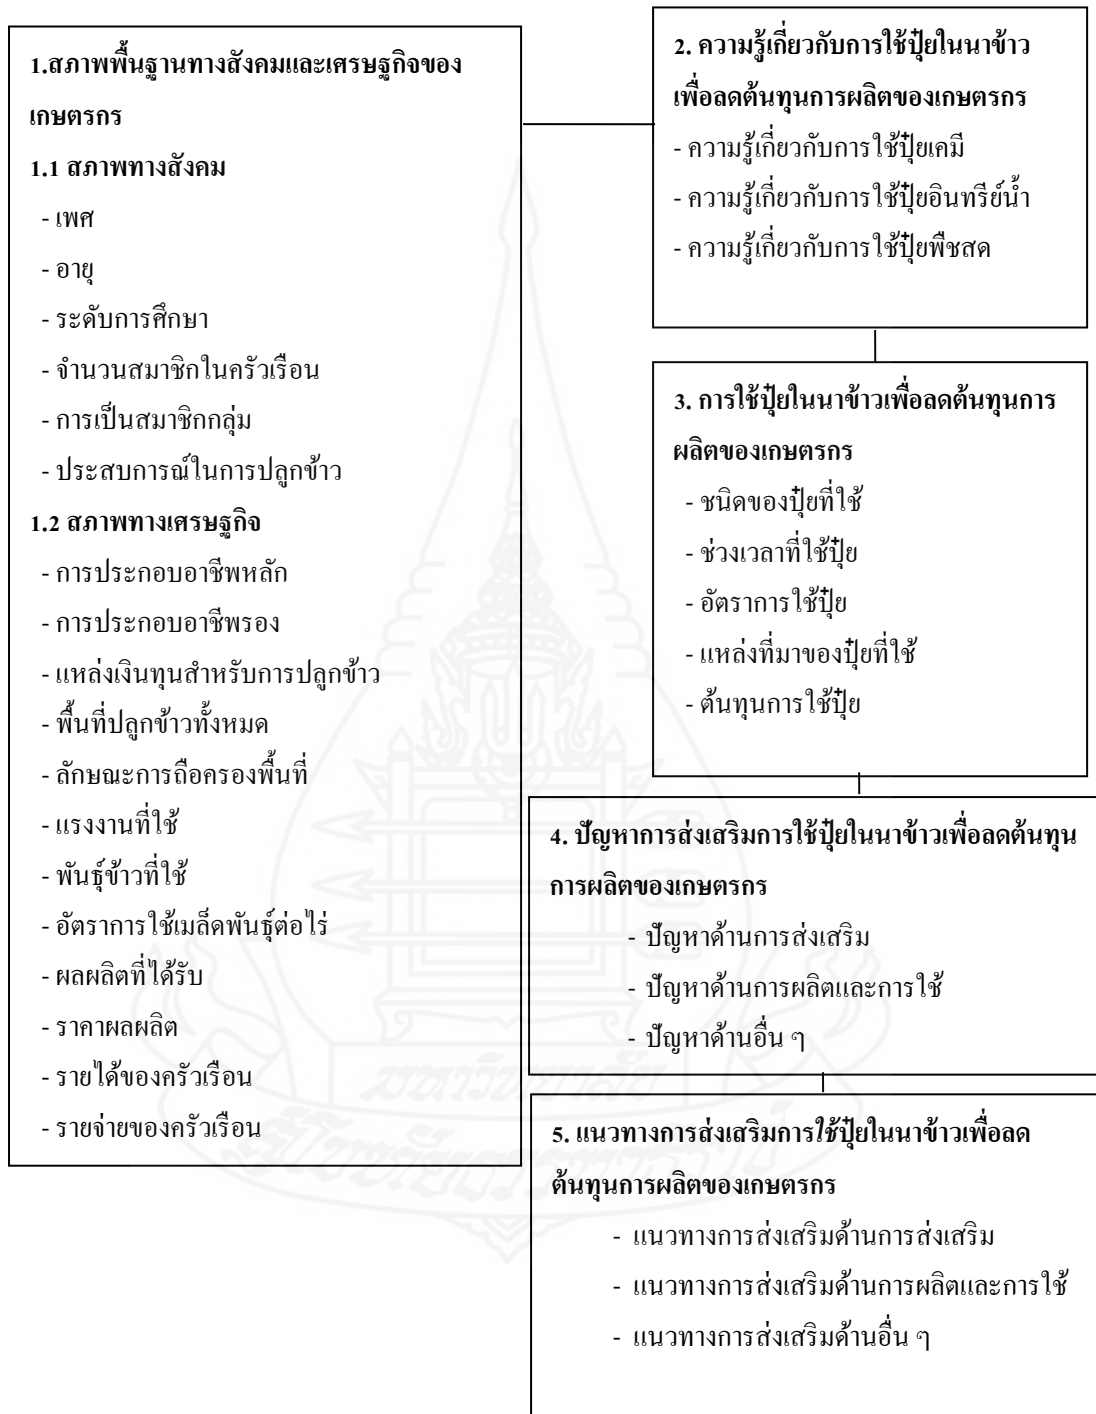 1.สภาพพื้นฐานทางสังคมและเศรษฐกิจของ
เกษตรกร
1.1 สภาพทางสังคม
- เพศ
- อายุ
- ระดับการศึกษา
- จำนวนสมาชิกในครัวเรือน
- การเป็นสมาชิกกลุ่ม
- ประสบการณ์ในการปลูกข้าว
1.2 สภาพทางเศรษฐกิจ
- การประกอบอาชีพหลัก
- การประกอบอาชีพรอง
- แหล่งเงินทุนสำหรับการปลูกข้าว
- พื้นที่ปลูกข้าวทั้งหมด
- ลักษณะการถือครองพื้นที่
- แรงงานที่ใช้
- พันธุ์ข้าวที่ใช้
- อัตราการใช้เมล็ดพันธุ์ต่อไร่
- ผลผลิตที่ได้รับ
- ราคาผลผลิต
- รายได้ของครัวเรือน
- รายจ่ายของครัวเรือน
2. ความรู้เกี่ยวกับการใช้ปุ๋ยในนาข้าว
เพื่อลดต้นทุนการผลิตของเกษตรกร
- ความรู้เกี่ยวกับการใช้ปุ๋ยเคมี
- ความรู้เกี่ยวกับการใช้ปุ๋ยอินทรีย์น้ำ
- ความรู้เกี่ยวกับการใช้ปุ๋ยพืชสด
3. การใช้ปุ๋ยในนาข้าวเพื่อลดต้นทุนการ
ผลิตของเกษตรกร
- ชนิดของปุ๋ยที่ใช้
- ช่วงเวลาที่ใช้ปุ๋ย
- อัตราการใช้ปุ๋ย
- แหล่งที่มาของปุ๋ยที่ใช้
- ต้นทุนการใช้ปุ๋ย
4. ปัญหาการส่งเสริมการใช้ปุ๋ยในนาข้าวเพื่อลดต้นทุน
การผลิตของเกษตรกร
- ปัญหาด้านการส่งเสริม
- ปัญหาด้านการผลิตและการใช้
- ปัญหาด้านอื่น ๆ
5. แนวทางการส่งเสริมการใช้ปุ๋ยในนาข้าวเพื่อลด
ต้นทุนการผลิตของเกษตรกร
- แนวทางการส่งเสริมด้านการส่งเสริม
- แนวทางการส่งเสริมด้านการผลิตและการใช้
- แนวทางการส่งเสริมด้านอื่น ๆ
มหาวิทยาลัย
สุโขทัยธรรมาธิราช